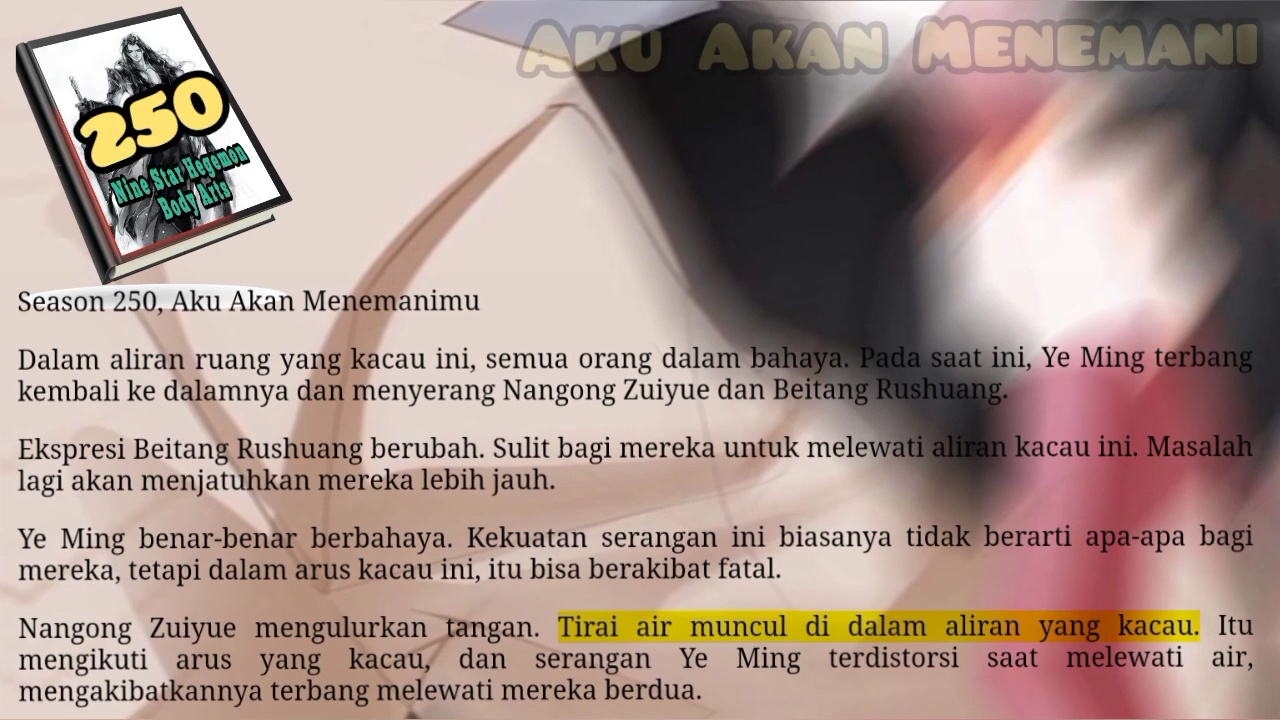 Aku Akan Menemani
250
Nine Star Hegemon
Body Arts
Season 250, Aku Akan Menemanimu
Dalam aliran ruang yang kacau ini, semua orang dalam bahaya. Pada saat ini, Ye Ming terbang
kembali ke dalamnya dan menyerang Nangong Zuiyue dan Beitang Rushuang.
Ekspresi Beitang Rushuang berubah. Sulit bagi mereka untuk melewati aliran kacau ini. Masalah
lagi akan menjatuhkan mereka lebih jauh.
Ye Ming benar-benar berbahaya. Kekuatan serangan ini biasanya tidak berarti apa-apa bagi
mereka, tetapi dalam arus kacau ini, itu bisa berakibat fatal.
Nangong Zuiyue mengulurkan tangan. Tirai air muncul di dalam aliran yang kacau. Itu
mengikuti arus yang kacau, dan serangan Ye Ming terdistorsi saat melewati air,
mengakibatkannya terbang melewati mereka berdua.